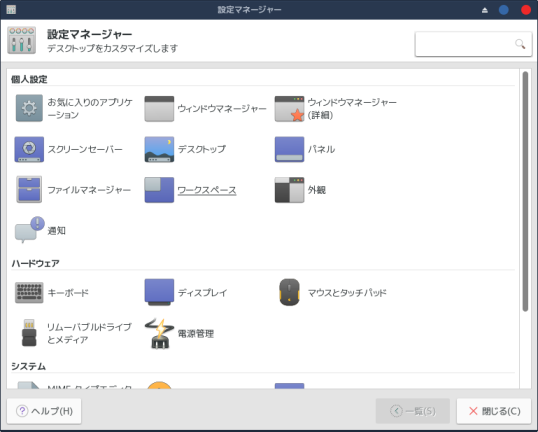 設定マネージャー
設定マネージャー
デスクトップをカスタマイズします
個人設定
お気に入りのアプリケ
ーション
ウィンドウマネージャー
ウィンドウマネージャー
(詳細)
スクリーンセーバー
デスクトップ
パネル
ファイルマネージャー
ワークスペース
外観
通知
ハードウェア
キーボード
ディスプレイ
マウスとタッチパッド
リムーバブルドライブ
とメディア
電源管理
システム
MIME タイプエディタ
ヘルプ(H)
一覧(S)
閉じる(C)